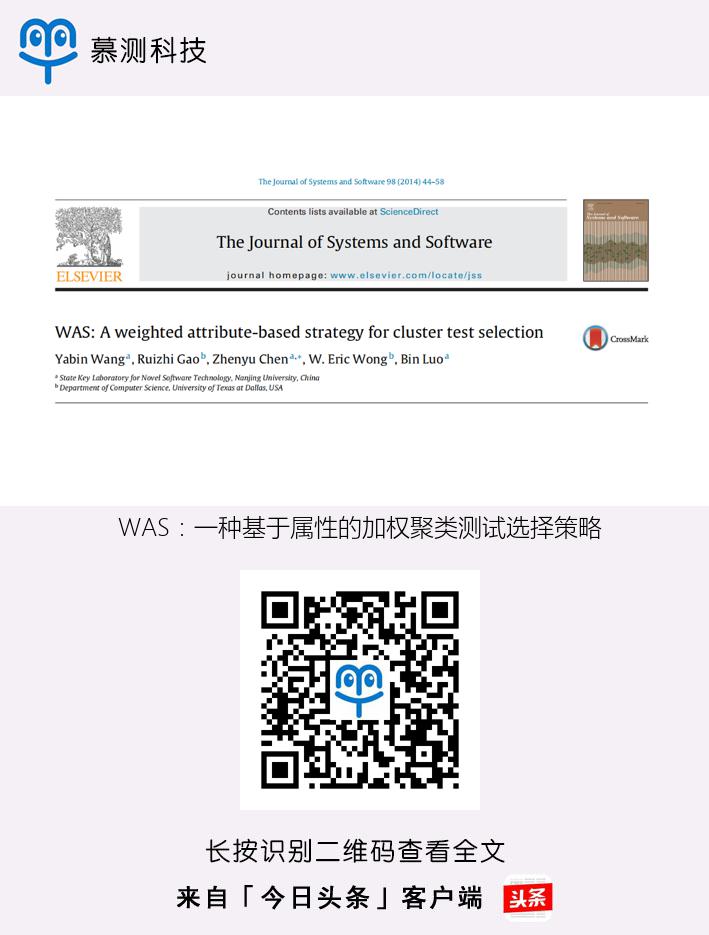 慕测科技
The Journal of Systems and Software 98 (2014) 44–58
Contents lists available at ScienceDirect
The Journal of Systems and Software
journal homepage: www.elsevier.com/locate/jss
ELSEVIER
The Journal of
Systems and Software
WAS: A weighted attribute-based strategy for cluster test selection
CrossMark
Yabin Wang a, Ruizhi Gao b, Zhenyu Chen a,*, W. Eric Wong b, Bin Luo a
a State Key Laboratory for Novel Software Technology, Nanjing University, China
b Department of Computer Science, University of Texas at Dallas, USA
WAS：一种基于属性的加权聚类测试选择策略
长按识别二维码查看全文
来自「今日头条」客户端
头条